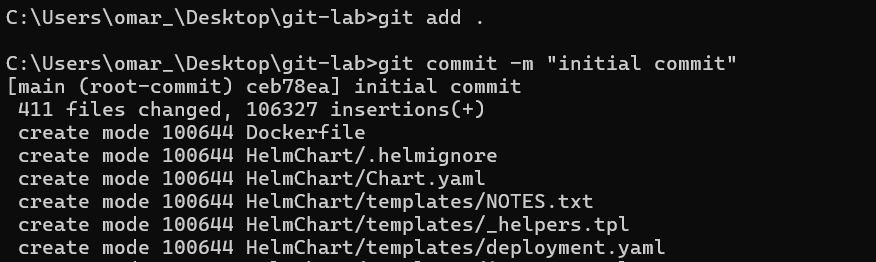 C:\Users\omar_\Desktop\git-lab>git add .
C:\Users\omar_\Desktop\git-lab>git commit -m "initial commit"
[main (root-commit) ceb78ea] initial commit
411 files changed, 106327 insertions(+)
create mode 100644 Dockerfile
create mode 100644 HelmChart/.helmignore
create mode 100644 HelmChart/Chart.yaml
create mode 100644 HelmChart/templates/NOTES.txt
create mode 100644 HelmChart/templates/_helpers.tpl
create mode 100644 HelmChart/templates/deployment.yaml